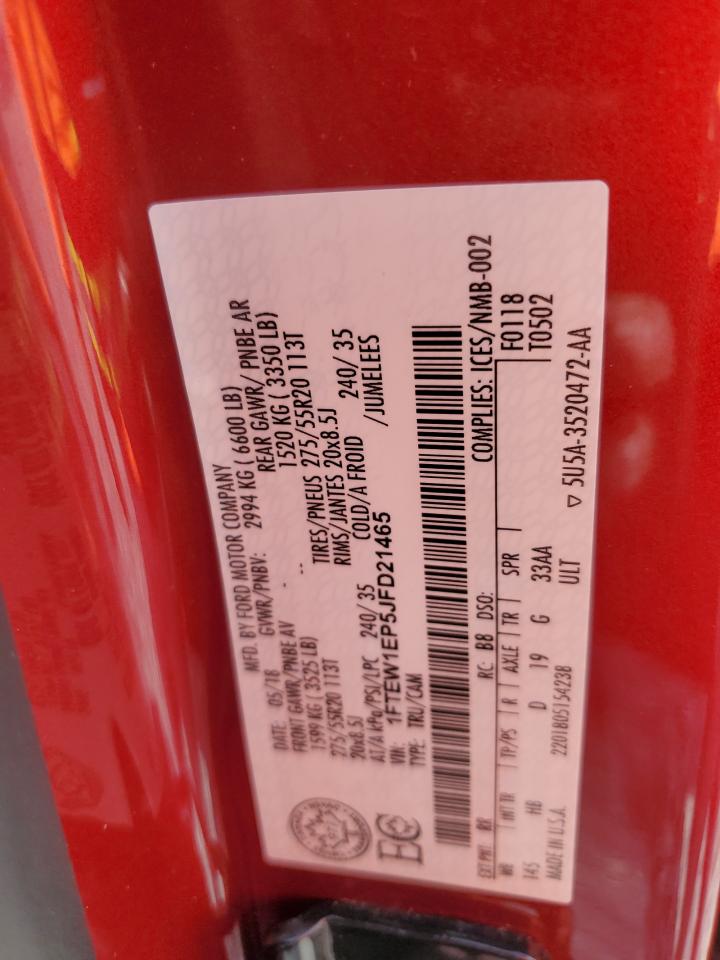 MFD. BY FORD MOTOR COMPANY
DATE: 05/18 GVWR/PNBV: 2994 KG ( 6600 LB)
FRONT GAWR/PNBE AV REAR GAWR/ PNBE AR
1599 KG ( 3525 LB) -- 1520 KG ( 3350 LB)
275/55R20 113T TIRES/PNEUS 275/55R20 113T
20x8.5J RIMS/JANTES 20x8.5J
AT/A kPa/PSI/LPC 240/ 35 COLD/A FROID 240/ 35
VIN: 1FTEW1EP5JFD21465 /JUMELEES
TYPE: TRU/CAM
COMPLIES: ICES/NMB-002
EXT PNT: RR RC: B8 DSO: F0118
WB INT TR TP/PS R AXLE TR SPR T0502
145 HB D 19 G 33AA
MADE IN U.S.A. 2201805154238 ULT ▽ 5U5A-3520472-AA